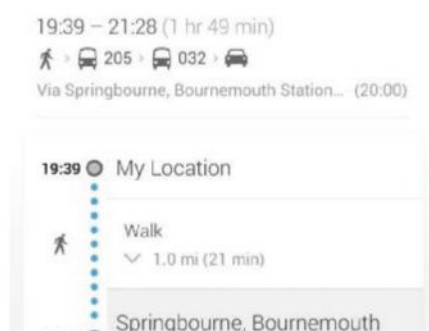 19:39 – 21:28 (1 hr 49 min)
205 › 032 ›
Via Springbourne, Bournemouth Station... (20:00)
19:39 My Location
Walk
1.0 mi (21 min)
Springbourne, Bournemouth